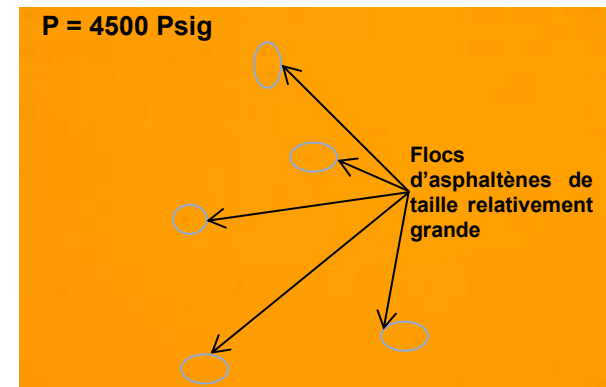 P = 4500 Psig
Flocs
d'asphaltènes de
taille relativement
grande